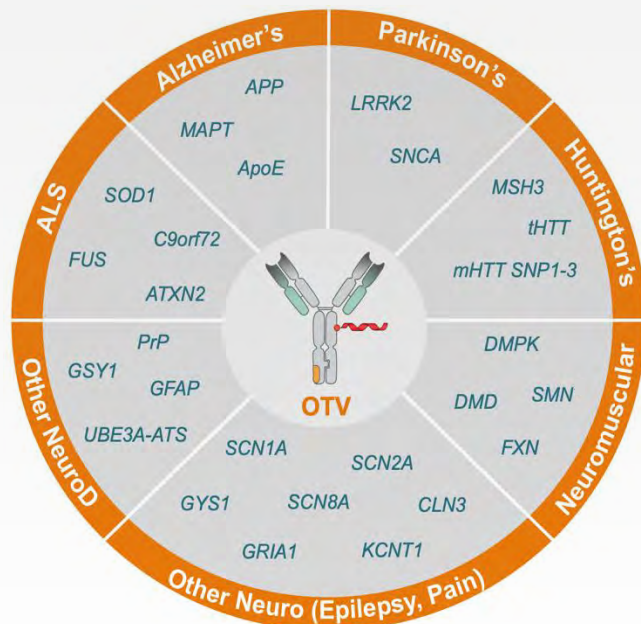 Alzheimer's
APP
MAPT
ApoE
Parkinson's
LRRK2
SNCA
Huntington's
MSH3
tHTT
mHTT SNP1-3
Neuromuscular
DMPK
DMD
SMN
FXN
Other Neuro (Epilepsy, Pain)
SCN1A
SCN2A
GYS1
SCN8A
CLN3
GRIA1
KCNT1
Other NeuroD
PrP
GSY1
GFAP
UBE3A-ATS
ALS
SOD1
C9orf72
FUS
ATXN2
OTV